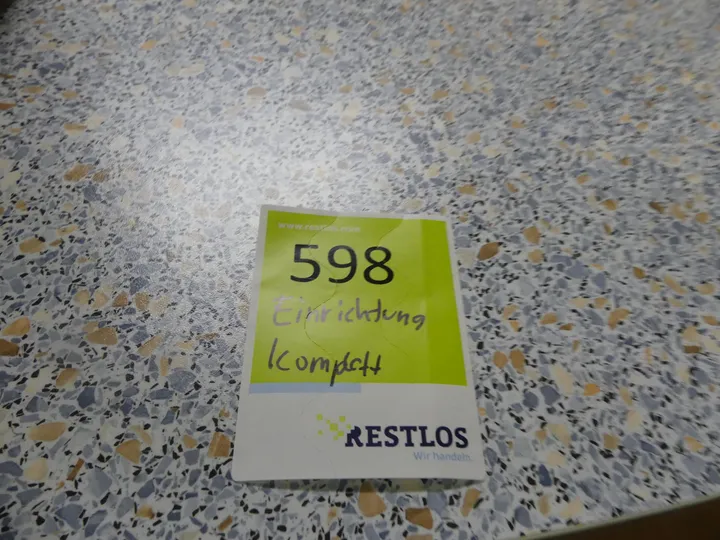 598
Einrichtung
Komplett
RESTLOS
Wir handeln.